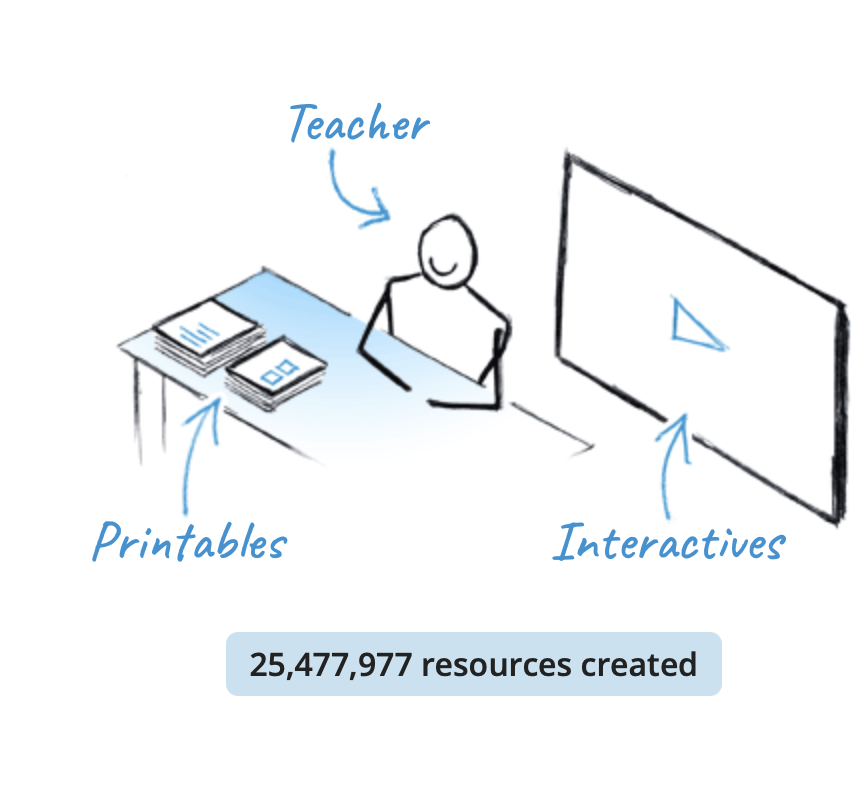 Teacher
Printables
Interactives
25,477,977 resources created